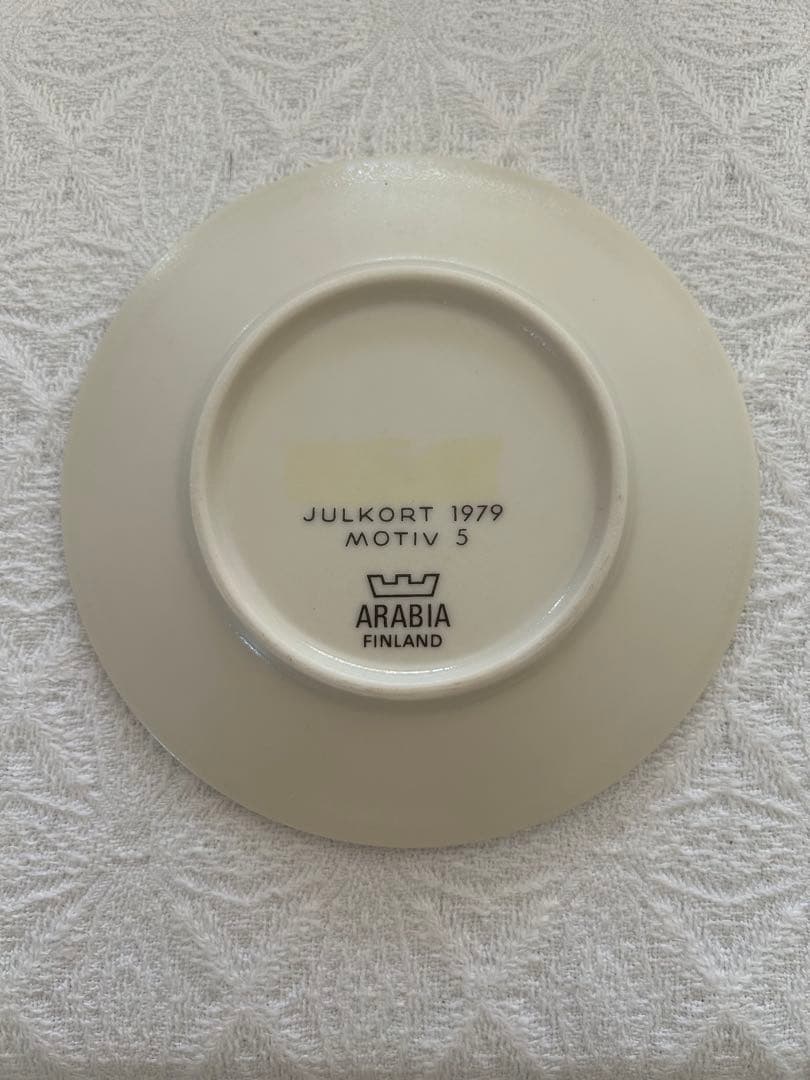 JULKORT 1979
MOTIV 5
ARABIA
FINLAND